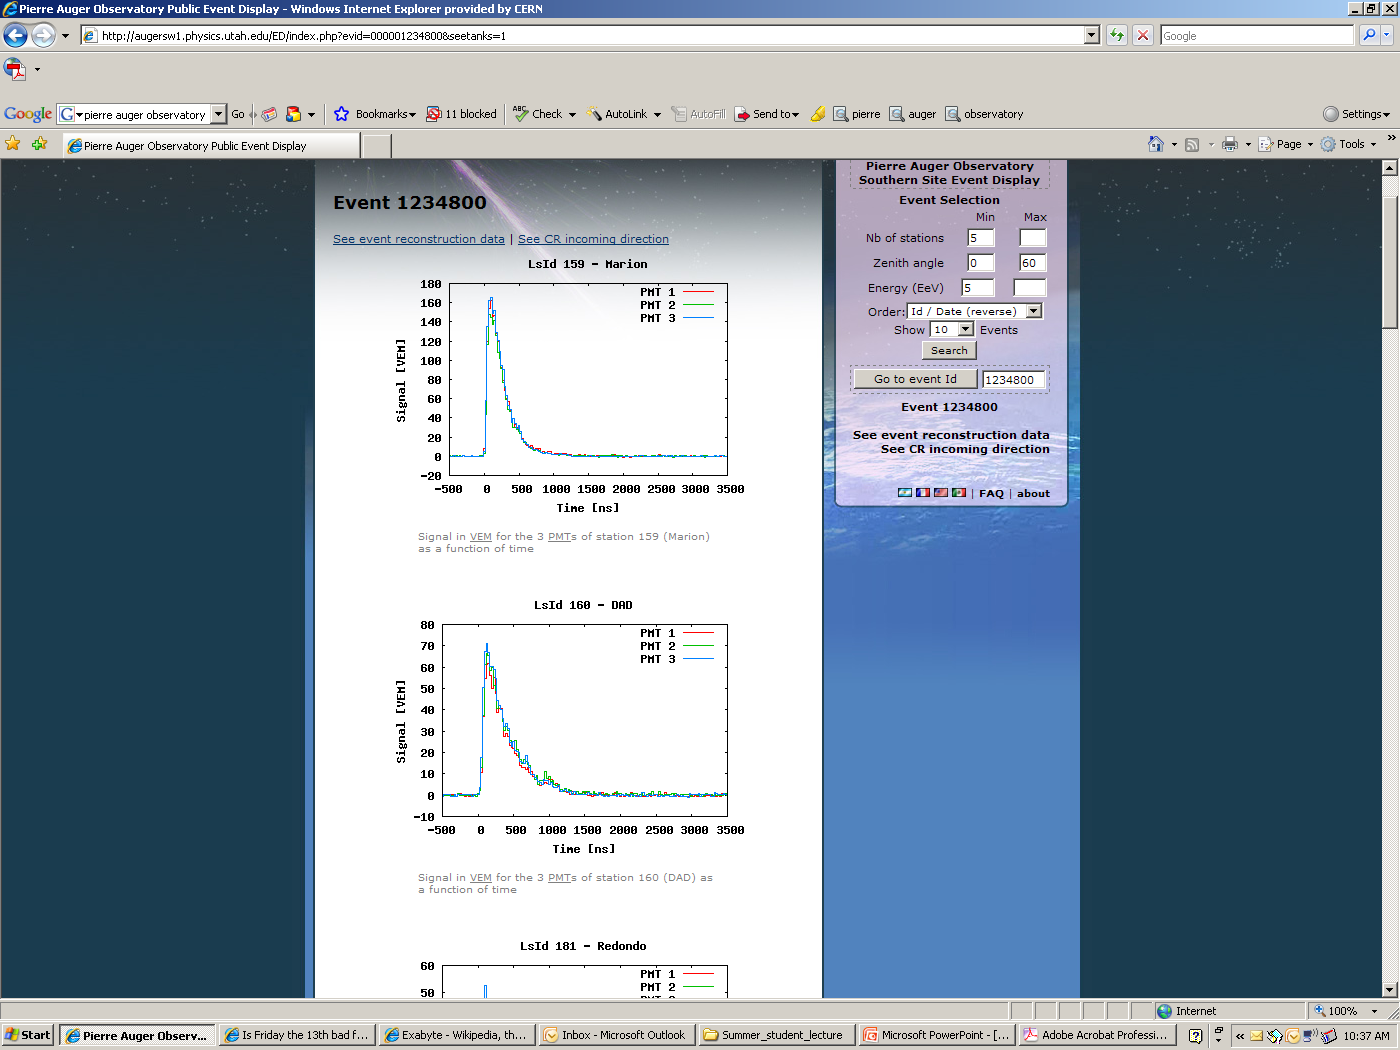 Pierre Auger Observatory Public Event Display - Windows Internet Explorer provided by CERN
http://augersw1.physics.utah.edu/ED/index.php?evid=000001234800&seetanks=1
Google
Google G pierre auger observatory Go Bookmarks 11 blocked ABC Check AutoLink AutoFill Send to pierre auger observatory Settings
Pierre Auger Observatory Public Event Display
Page Tools »
Event 1234800
See event reconstruction data | See CR incoming direction
LsId 159 - Marion
180
160
140
120
100
80
60
40
20
0
-20
Signal [VEM]
PMT 1
PMT 2
PMT 3
-500 0 500 1000 1500 2000 2500 3000 3500
Time [ns]
Signal in VEM for the 3 PMTs of station 159 (Marion)
as a function of time
LsId 160 - DAD
80
70
60
50
40
30
20
10
0
-10
Signal [VEM]
PMT 1
PMT 2
PMT 3
-500 0 500 1000 1500 2000 2500 3000 3500
Time [ns]
Signal in VEM for the 3 PMTs of station 160 (DAD) as
a function of time
LsId 181 - Redondo
60
50
PMT 1
PMT 2
Pierre Auger Observatory
Southern Site Event Display
Event Selection
Min Max
Nb of stations 5
Zenith angle 0 60
Energy (EeV) 5
Order: Id / Date (reverse)
Show 10 Events
Search
Go to event Id 1234800
Event 1234800
See event reconstruction data
See CR incoming direction
| FAQ | about
Internet 100%
Start Pierre Auger Observ... Is Friday the 13th bad f... Exabyte - Wikipedia, th... Inbox - Microsoft Outlook Summer_student_lecture Microsoft PowerPoint - [... Adobe Acrobat Professi... « 10:37 AM